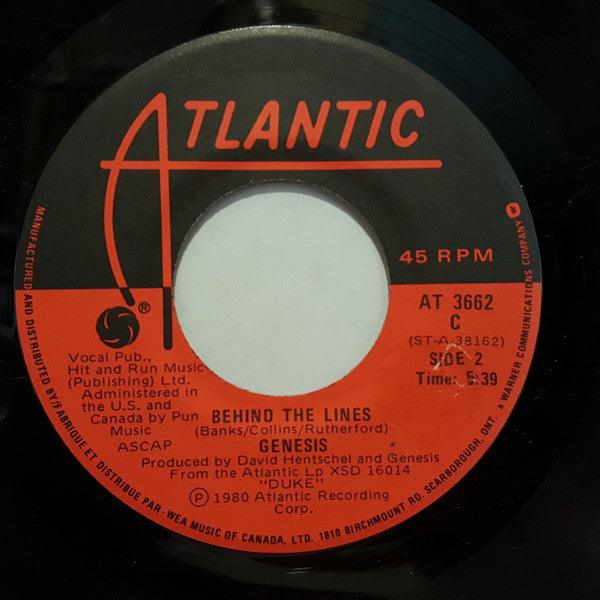 ATLANTIC
®
45 RPM
AT 3662
C
(ST-A-38162)
SIDE 2
Time: 5:39
Vocal Pub.,
Hit and Run Music
(Publishing) Ltd.
Administered in
the U.S. and
Canada by Pun
Music
ASCAP
BEHIND THE LINES
(Banks/Collins/Rutherford)
GENESIS
Produced by David Hentschel and Genesis
From the Atlantic Lp XSD 16014
"DUKE"
Ⓟ 1980 Atlantic Recording
Corp.
MANUFACTURED AND DISTRIBUTED BY/FABRIQUE ET DISTRIBUE PAR-WEA MUSIC OF CANADA, LTD. 1810 BIRCHMOUNT RD. SCARBOROUGH, ONT. a WARNER COMMUNICATIONS COMPANY